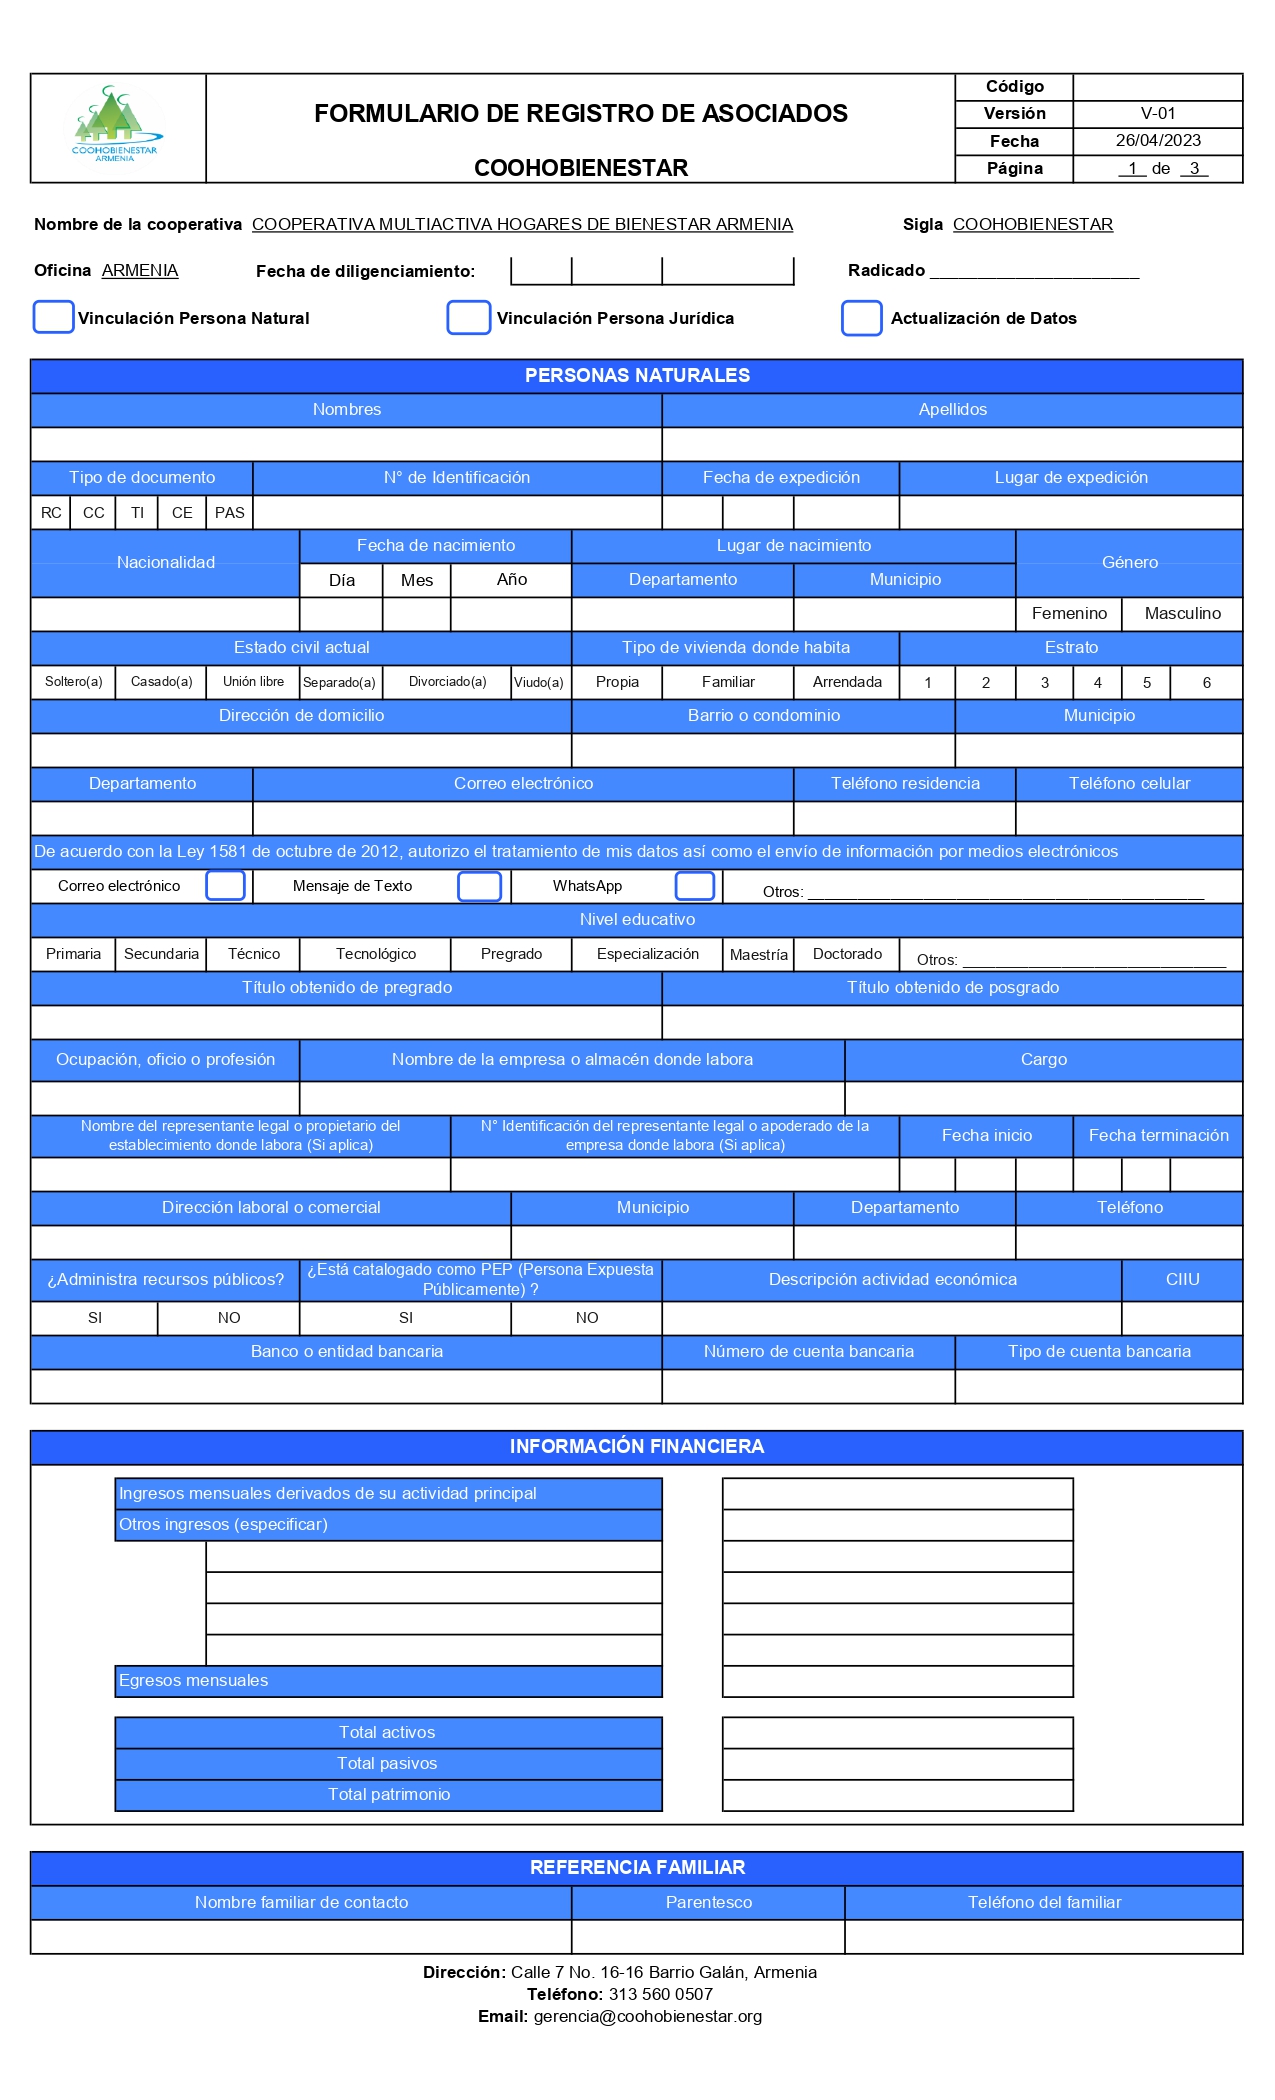 COOHOBIENESTAR
ARMENIA
FORMULARIO DE REGISTRO DE ASOCIADOS
COOHOBIENESTAR
Código
Versión V-01
Fecha 26/04/2023
Página 1 de 3
Nombre de la cooperativa COOPERATIVA MULTIACTIVA HOGARES DE BIENESTAR ARMENIA Sigla COOHOBIENESTAR
Oficina ARMENIA Fecha de diligenciamiento: Radicado ______________________
Vinculación Persona Natural Vinculación Persona Jurídica Actualización de Datos
PERSONAS NATURALES
Nombres Apellidos
Tipo de documento N° de Identificación Fecha de expedición Lugar de expedición
RC CC TI CE PAS
Nacionalidad Fecha de nacimiento Lugar de nacimiento Género
Día Mes Año Departamento Municipio
Femenino Masculino
Estado civil actual Tipo de vivienda donde habita Estrato
Soltero(a) Casado(a) Unión libre Separado(a) Divorciado(a) Viudo(a) Propia Familiar Arrendada 1 2 3 4 5 6
Dirección de domicilio Barrio o condominio Municipio
Departamento Correo electrónico Teléfono residencia Teléfono celular
De acuerdo con la Ley 1581 de octubre de 2012, autorizo el tratamiento de mis datos así como el envío de información por medios electrónicos
Correo electrónico Mensaje de Texto WhatsApp Otros: ________________________________________________
Nivel educativo
Primaria Secundaria Técnico Tecnológico Pregrado Especialización Maestría Doctorado Otros: ________________________________
Título obtenido de pregrado Título obtenido de posgrado
Ocupación, oficio o profesión Nombre de la empresa o almacén donde labora Cargo
Nombre del representante legal o propietario del establecimiento donde labora (Si aplica) N° Identificación del representante legal o apoderado de la empresa donde labora (Si aplica) Fecha inicio Fecha terminación
Dirección laboral o comercial Municipio Departamento Teléfono
¿Administra recursos públicos? ¿Está catalogado como PEP (Persona Expuesta Públicamente) ? Descripción actividad económica CIIU
SI NO SI NO
Banco o entidad bancaria Número de cuenta bancaria Tipo de cuenta bancaria
INFORMACIÓN FINANCIERA
Ingresos mensuales derivados de su actividad principal
Otros ingresos (especificar)
Egresos mensuales
Total activos
Total pasivos
Total patrimonio
REFERENCIA FAMILIAR
Nombre familiar de contacto Parentesco Teléfono del familiar
Dirección: Calle 7 No. 16-16 Barrio Galán, Armenia
Teléfono: 313 560 0507
Email: gerencia@coohobienestar.org